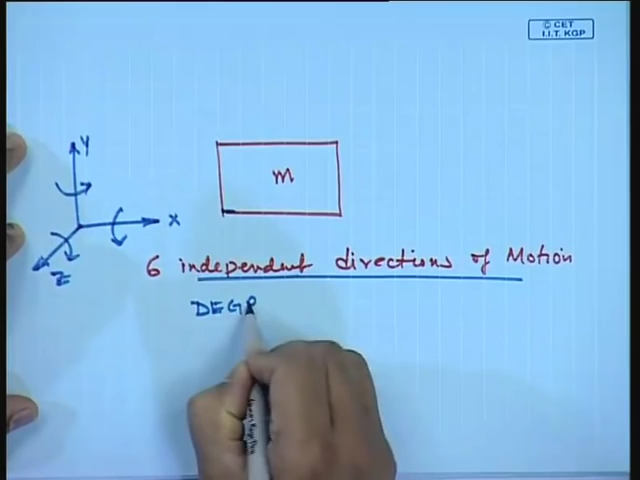 © CET
I.I.T. KGP
Y
m
X
Z
6 independent directions of Motion
DEGR